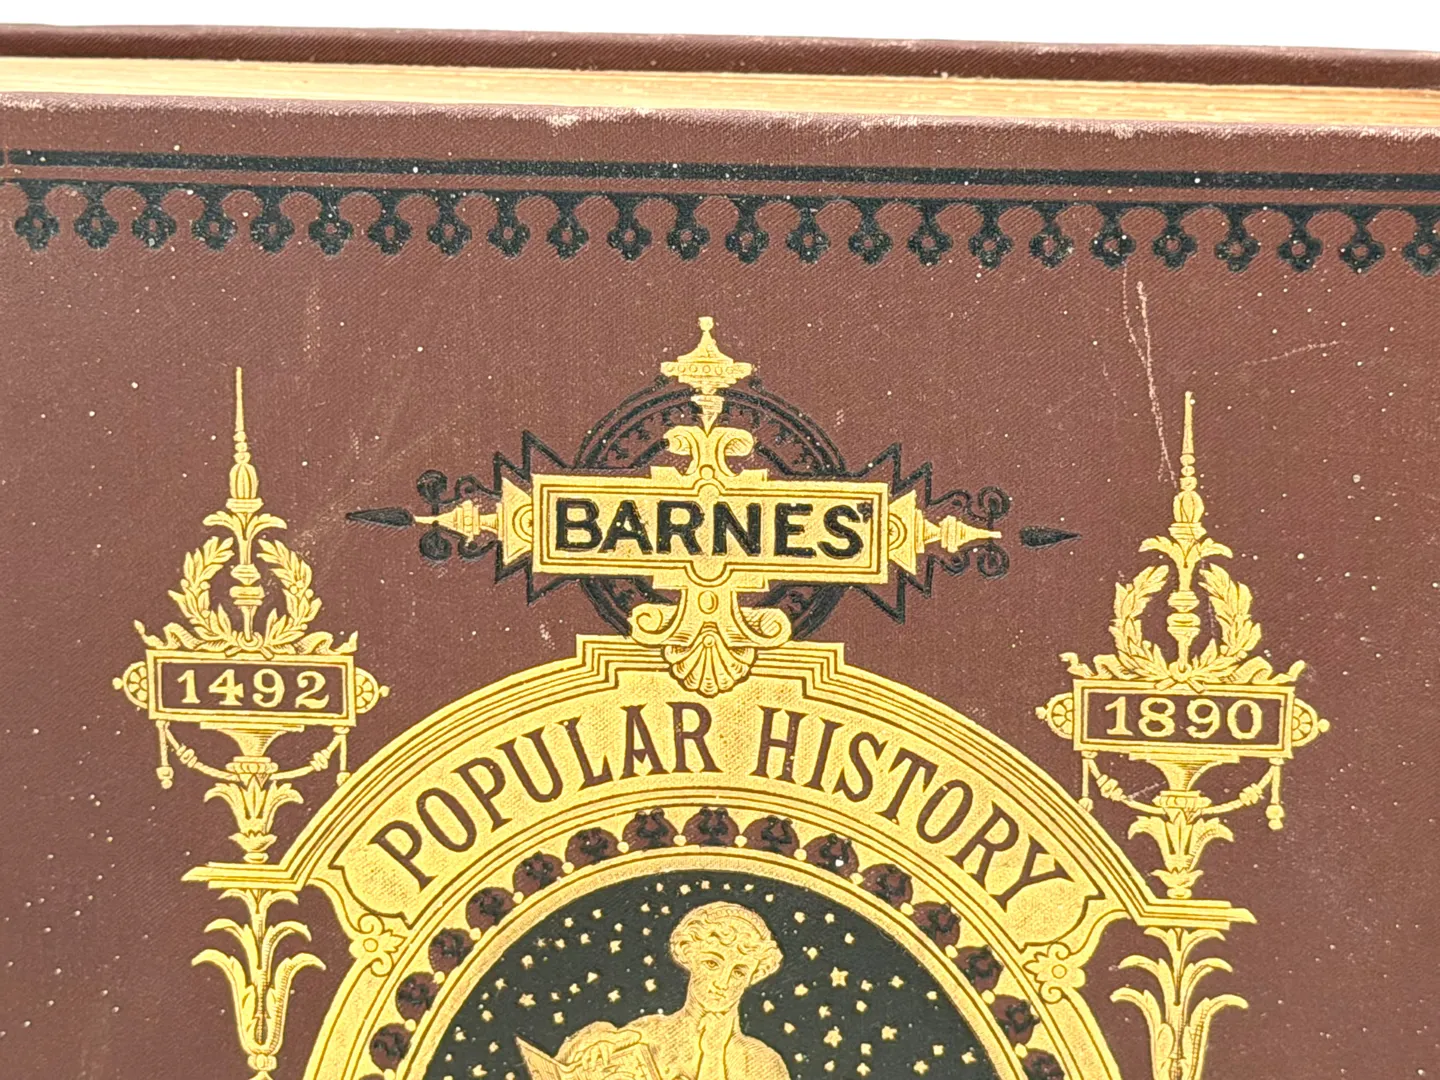 BARNES'
1492
1890
POPULAR HISTORY